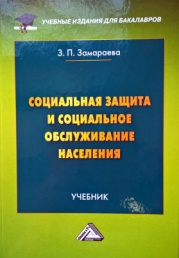 УЧЕБНЫЕ ИЗДАНИЯ ДЛЯ БАКАЛАВРОВ
З. П. Замараева
СОЦИАЛЬНАЯ ЗАЩИТА
И СОЦИАЛЬНОЕ
ОБСЛУЖИВАНИЕ
НАСЕЛЕНИЯ
УЧЕБНИК